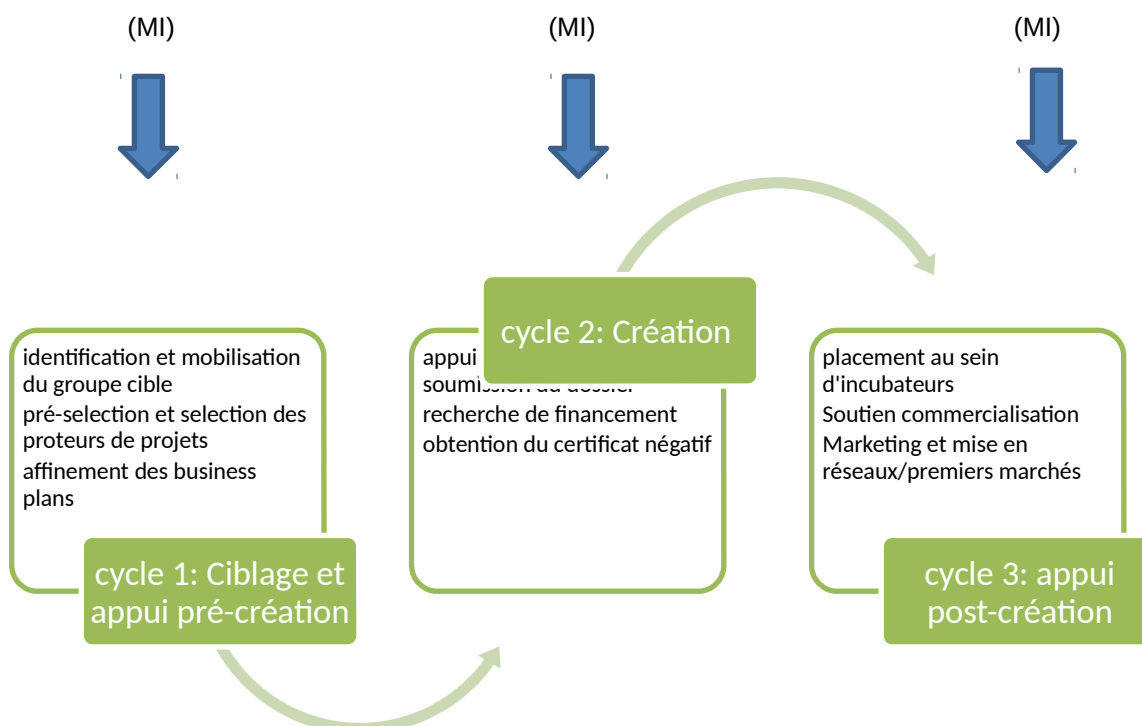 (MI)
(MI)
(MI)
identification et mobilisation
du groupe cible
pré-selection et selection des
proteurs de projets
affinement des business
plans
cycle 1: Ciblage et
appui pré-création
cycle 2: Création
appui
soumission du dossier
recherche de financement
obtention du certificat négatif
placement au sein
d'incubateurs
Soutien commercialisation
Marketing et mise en
réseaux/premiers marchés
cycle 3: appui
post-création